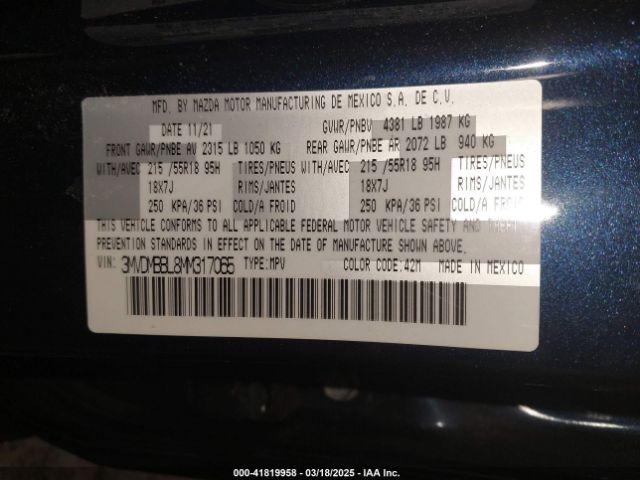 MFD. BY MAZDA MOTOR MANUFACTURING DE MEXICO S.A. DE C.V.
DATE 11/21 GVWR/PNBV 4381 LB 1987 KG
FRONT GAWR/PNBE AV 2315 LB 1050 KG REAR GAWR/PNBE AR 2072 LB 940 KG
WITH/AVEC 215 /55R18 95H TIRES/PNEUS WITH/AVEC 215 /55R18 95H TIRES/PNEUS
18X7J RIMS/JANTES 18X7J RIMS/JANTES
250 KPA/36 PSI COLD/A FROID 250 KPA/36 PSI COLD/A FROID
THIS VEHICLE CONFORMS TO ALL APPLICABLE FEDERAL MOTOR VEHICLE SAFETY AND THEFT
PREVENTION STANDARDS IN EFFECT ON THE DATE OF MANUFACTURE SHOWN ABOVE.
VIN: 3MVDMBBL8MM317065 TYPE:MPV COLOR CODE:42M MADE IN MEXICO
000-41819958 - 03/18/2025 - IAA Inc.